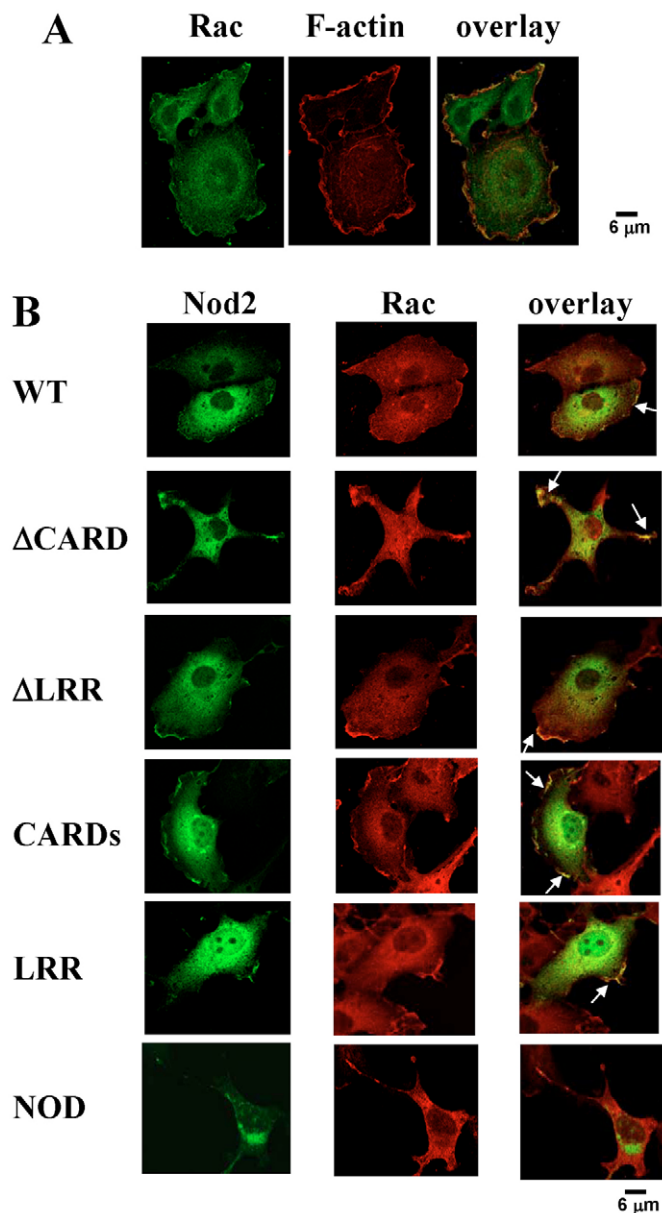 A
Rac F-actin overlay
6 μm
B
Nod2 Rac overlay
WT
ΔCARD
ΔLRR
CARDs
LRR
NOD
6 μm